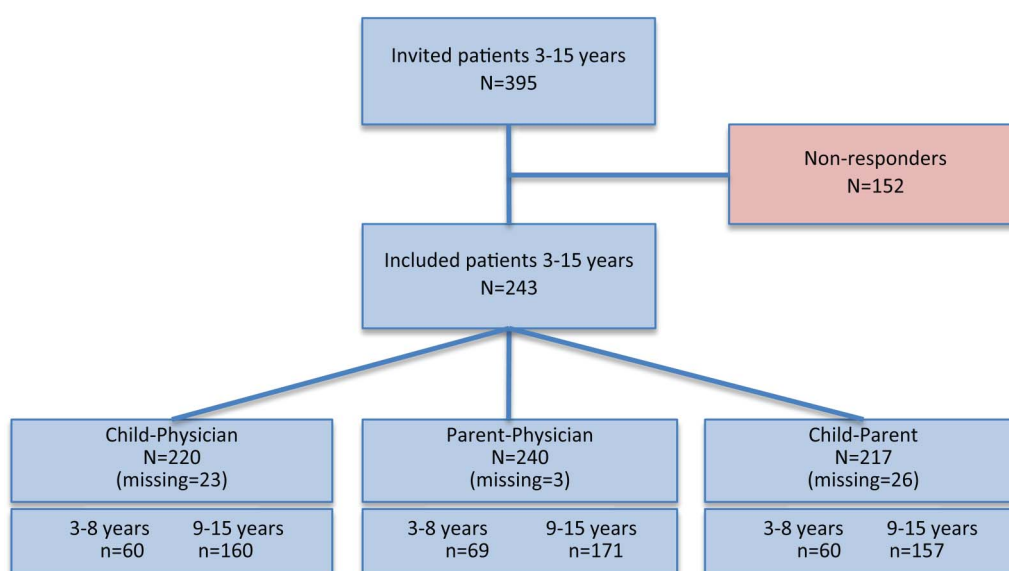 Invited patients 3-15 years
N=395
Non-responders
N=152
Included patients 3-15 years
N=243
Child-Physician
N=220
(missing=23)
3-8 years 9-15 years
n=60 n=160
Parent-Physician
N=240
(missing=3)
3-8 years 9-15 years
n=69 n=171
Child-Parent
N=217
(missing=26)
3-8 years 9-15 years
n=60 n=157